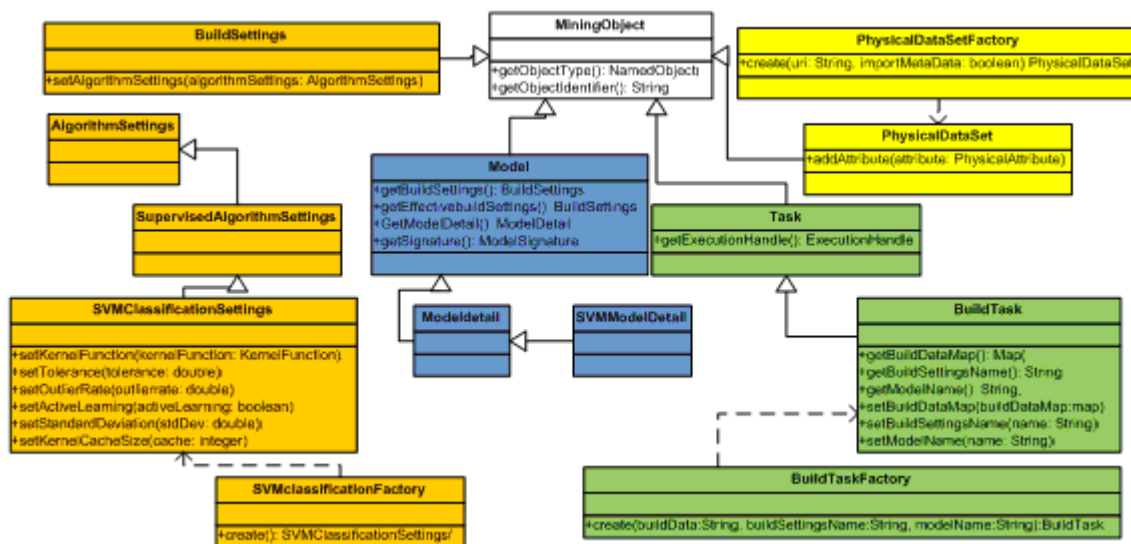 BuildSettings
+setAlgorithmSettings(algorithmSettings: AlgorithmSettings)
MiningObject
+getObjectType(): NamedObject(
+getObjectIdentifier(): String
PhysicalDataSetFactory
+create(uri: String, importMetaData: boolean) PhysicalDataSet
PhysicalDataSet
+addAttribute(attribute: PhysicalAttribute)
AlgorithmSettings
SupervisedAlgorithmSettings
Model
+getBuildSettings(): BuildSettings
+getEffectivebuildSettings() BuildSettings
+GetModelDetail() ModelDetail
+getSignature(): ModelSignature
Task
+getExecutionHandle(): ExecutionHandle
SVMClassificationSettings
+setKernelFunction(kernelFunction: KernelFunction)
+setTolerance(tolerance: double)
+setOutlierRate(outlierrate: double)
+setActiveLearning(activeLearning: boolean)
+setStandardDeviation(stdDev: double)
+setKernelCacheSize(cache: integer)
Modeldetail
SVMModelDetail
BuildTask
+getBuildDataMap(): Map(
+getBuildSettingsName(): String
+getModelName() String,
+setBuildDataMap(buildDataMap:map)
+setBuildSettingsName(name: String)
+setModelName(name: String)
SVMclassificationFactory
+create(): SVMClassificationSettings/
BuildTaskFactory
+create(buildData:String, buildSettingsName:String, modelName:String):BuildTask